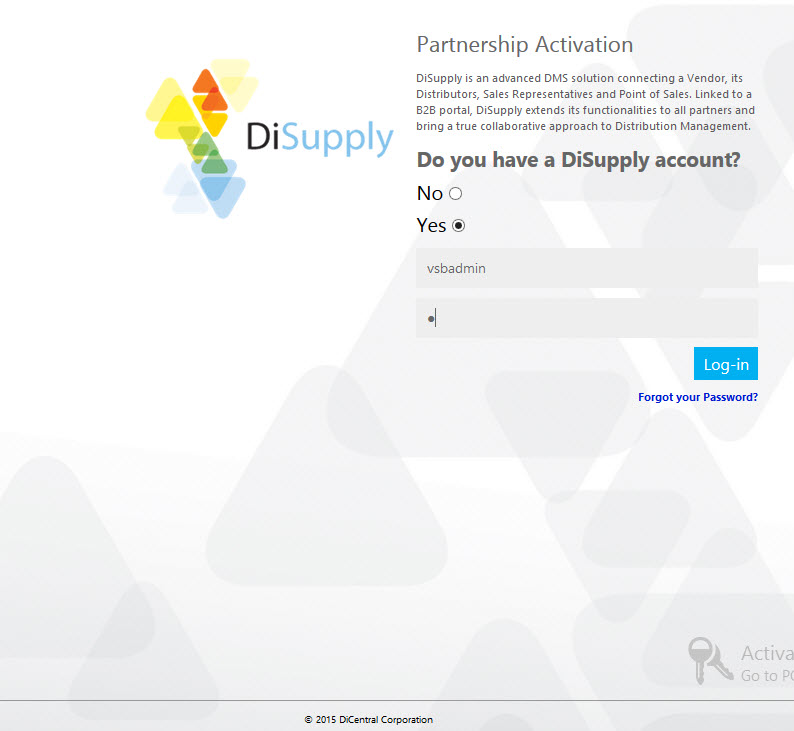 Partnership Activation
DiSupply is an advanced DMS solution connecting a Vendor, its
Distributors, Sales Representatives and Point of Sales. Linked to a
B2B portal, DiSupply extends its functionalities to all partners and
bring a true collaborative approach to Distribution Management.
DiSupply
Do you have a DiSupply account?
No
Yes
vsbadmin
Log-in
Forgot your Password?
Activa
Go to PC
© 2015 DiCentral Corporation